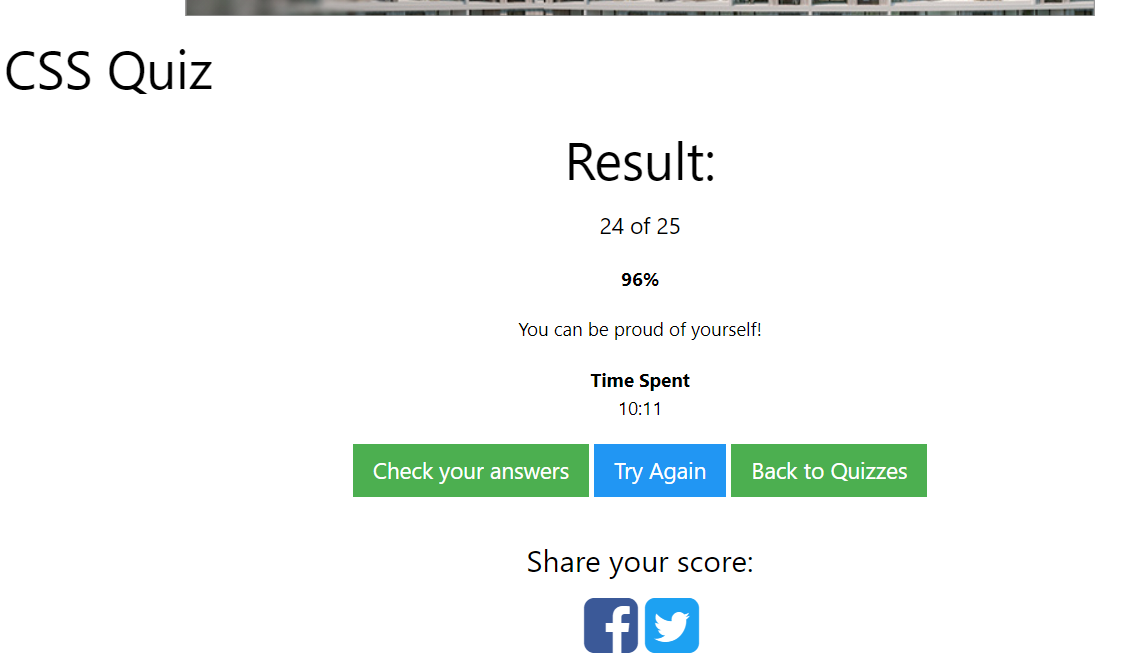 CSS Quiz
Result:
24 of 25
96%
You can be proud of yourself!
Time Spent
10:11
Check your answers Try Again Back to Quizzes
Share your score: